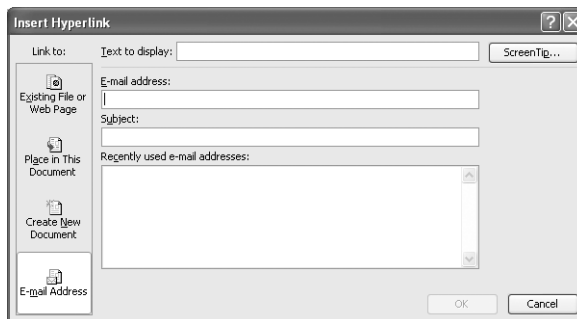 Insert Hyperlink
Link to:
Text to display:
ScreenTip...
Existing File or
Web Page
Place in This
Document
Create New
Document
E-mail Address
E-mail address:
Subject:
Recently used e-mail addresses:
OK
Cancel